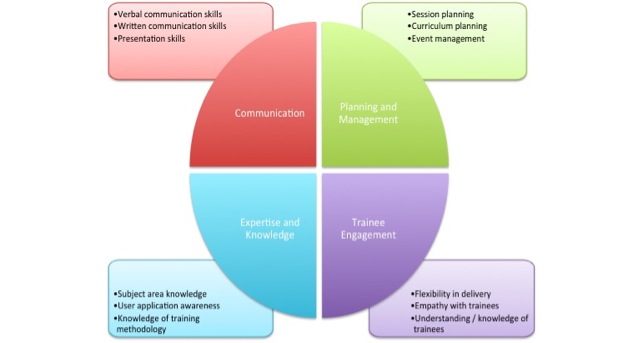 •Verbal communication skills
•Written communication skills
•Presentation skills
•Session planning
•Curriculum planning
•Event management
Communication
Planning and
Management
Expertise and
Knowledge
Trainee
Engagement
•Subject area knowledge
•User application awareness
•Knowledge of training
methodology
•Flexibility in delivery
•Empathy with trainees
•Understanding / knowledge of
trainees